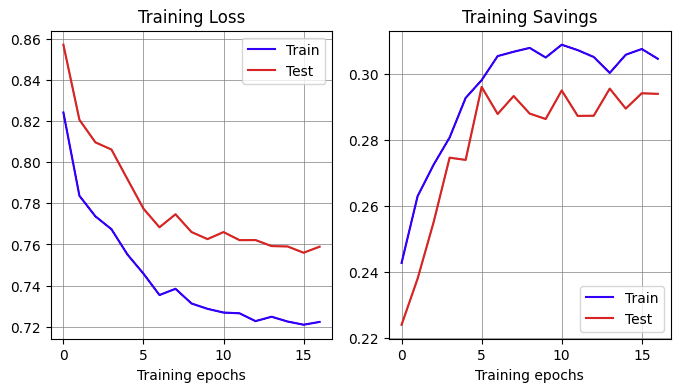 Training Loss
0.86
0.84
0.82
0.80
0.78
0.76
0.74
0.72
0
5
10
15
Training epochs
Train
Test
Training Savings
0.30
0.28
0.26
0.24
0.22
0
5
10
15
Training epochs
Train
Test